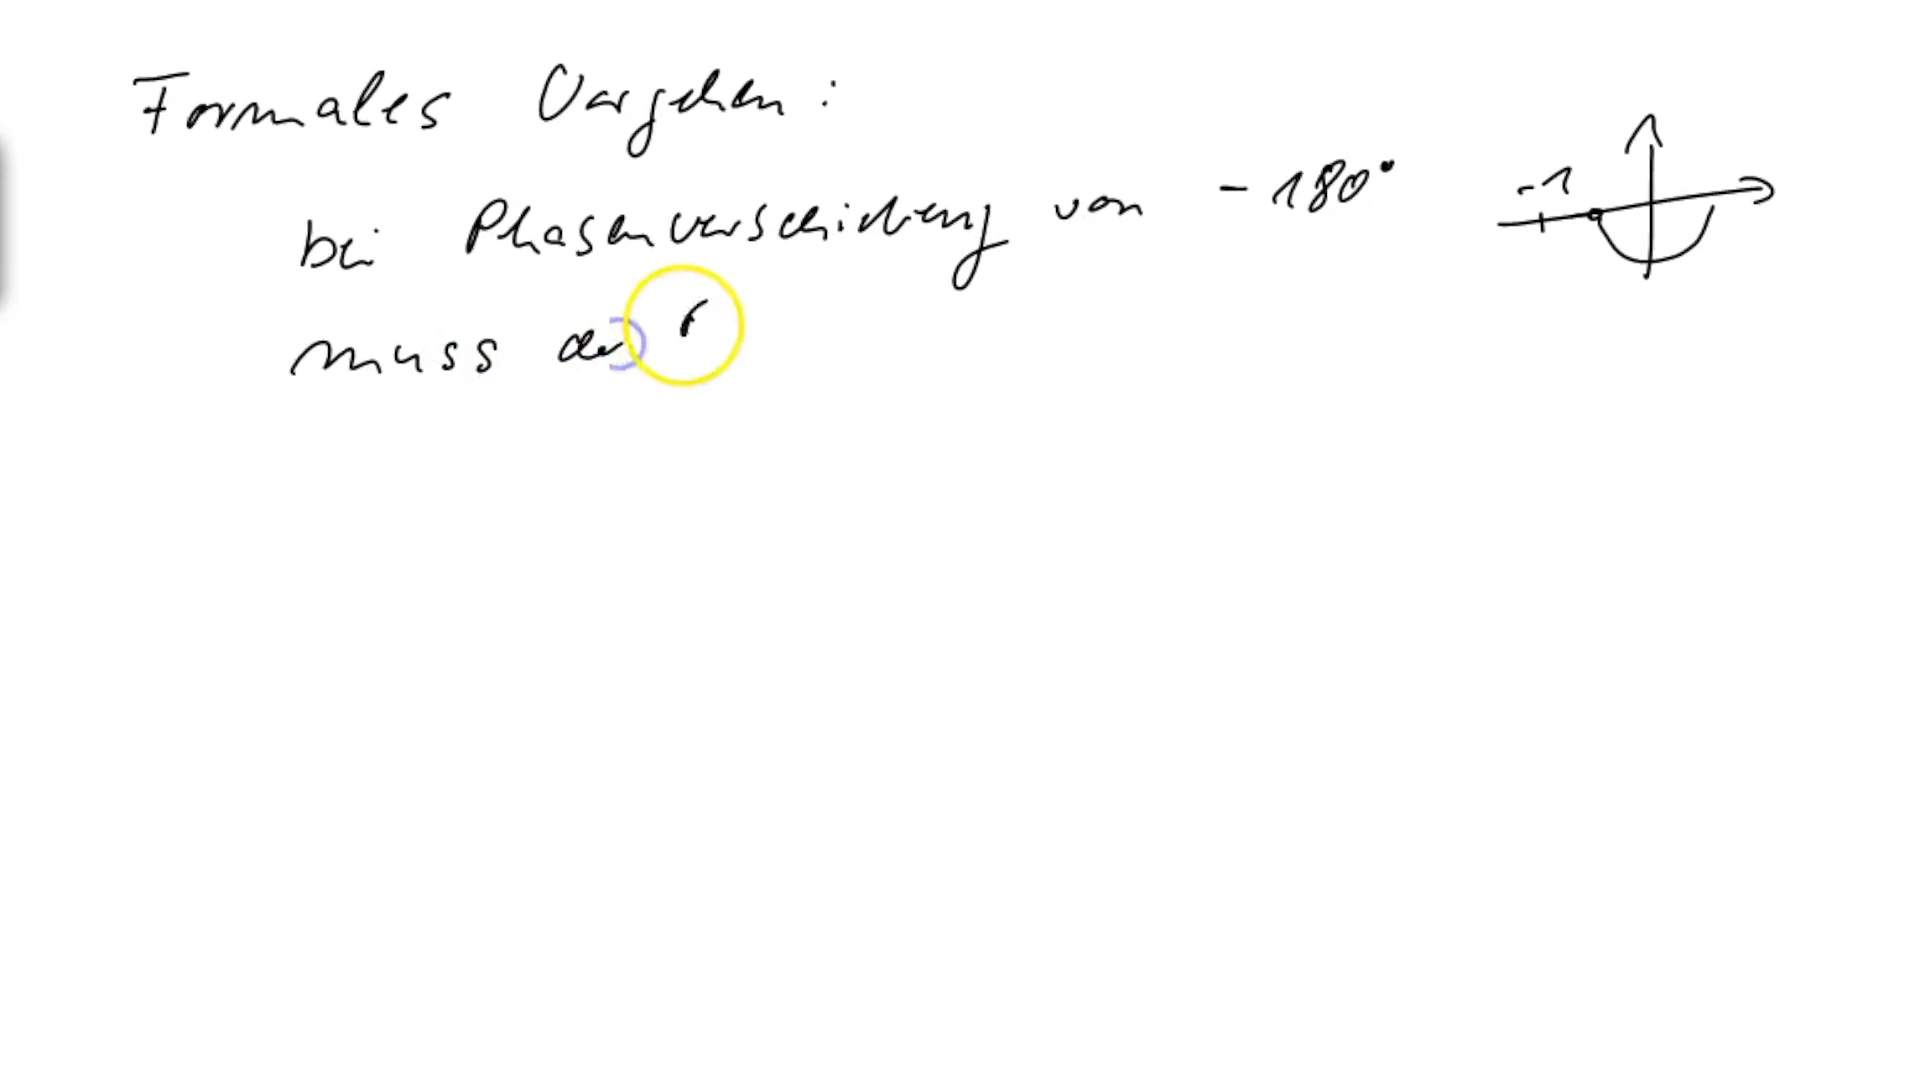 Formales Vorgehen:
bei Phasenverschiebung von -180°
-1
muss der